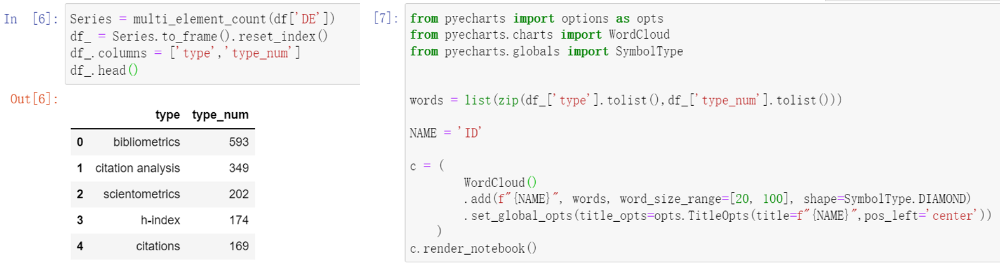 In [6]: Series = multi_element_count(df['DE'])
df_ = Series.to_frame().reset_index()
df_.columns = ['type','type_num']
df_.head()
Out[6]:
type type_num
0 bibliometrics 593
1 citation analysis 349
2 scientometrics 202
3 h-index 174
4 citations 169
[7]: from pyecharts import options as opts
from pyecharts.charts import WordCloud
from pyecharts.globals import SymbolType
words = list(zip(df_['type'].tolist(),df_['type_num'].tolist()))
NAME = 'ID'
c = (
WordCloud()
.add(f"{NAME}", words, word_size_range=[20, 100], shape=SymbolType.DIAMOND)
.set_global_opts(title_opts=opts.TitleOpts(title=f"{NAME}",pos_left='center'))
)
c.render_notebook()